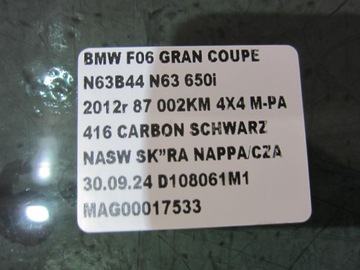 BMW F06 GRAN COUPE
N63B44 N63 650i
2012r 87 002KM 4X4 M-PA
416 CARBON SCHWARZ
NASW SK"RA NAPPA/CZA
30.09.24 D108061M1
MAG00017533